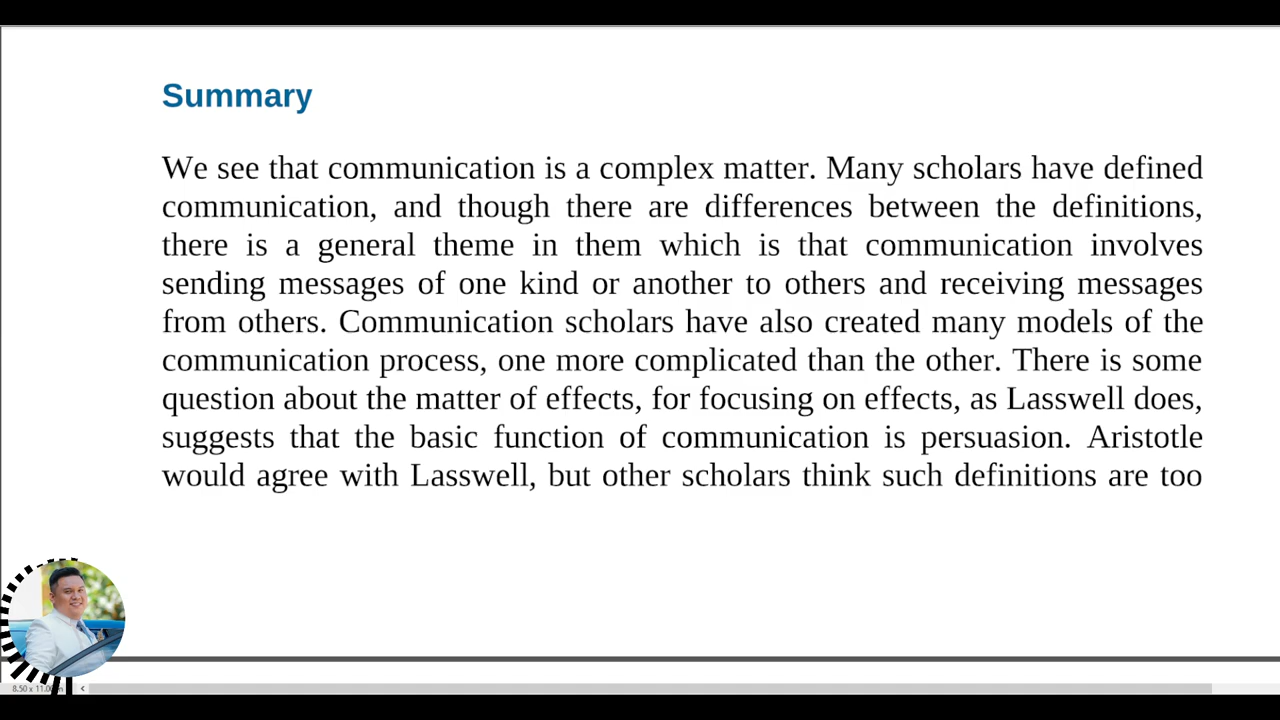 Summary
We see that communication is a complex matter. Many scholars have defined
communication, and though there are differences between the definitions,
there is a general theme in them which is that communication involves
sending messages of one kind or another to others and receiving messages
from others. Communication scholars have also created many models of the
communication process, one more complicated than the other. There is some
question about the matter of effects, for focusing on effects, as Lasswell does,
suggests that the basic function of communication is persuasion. Aristotle
would agree with Lasswell, but other scholars think such definitions are too
8.50 x 11.0